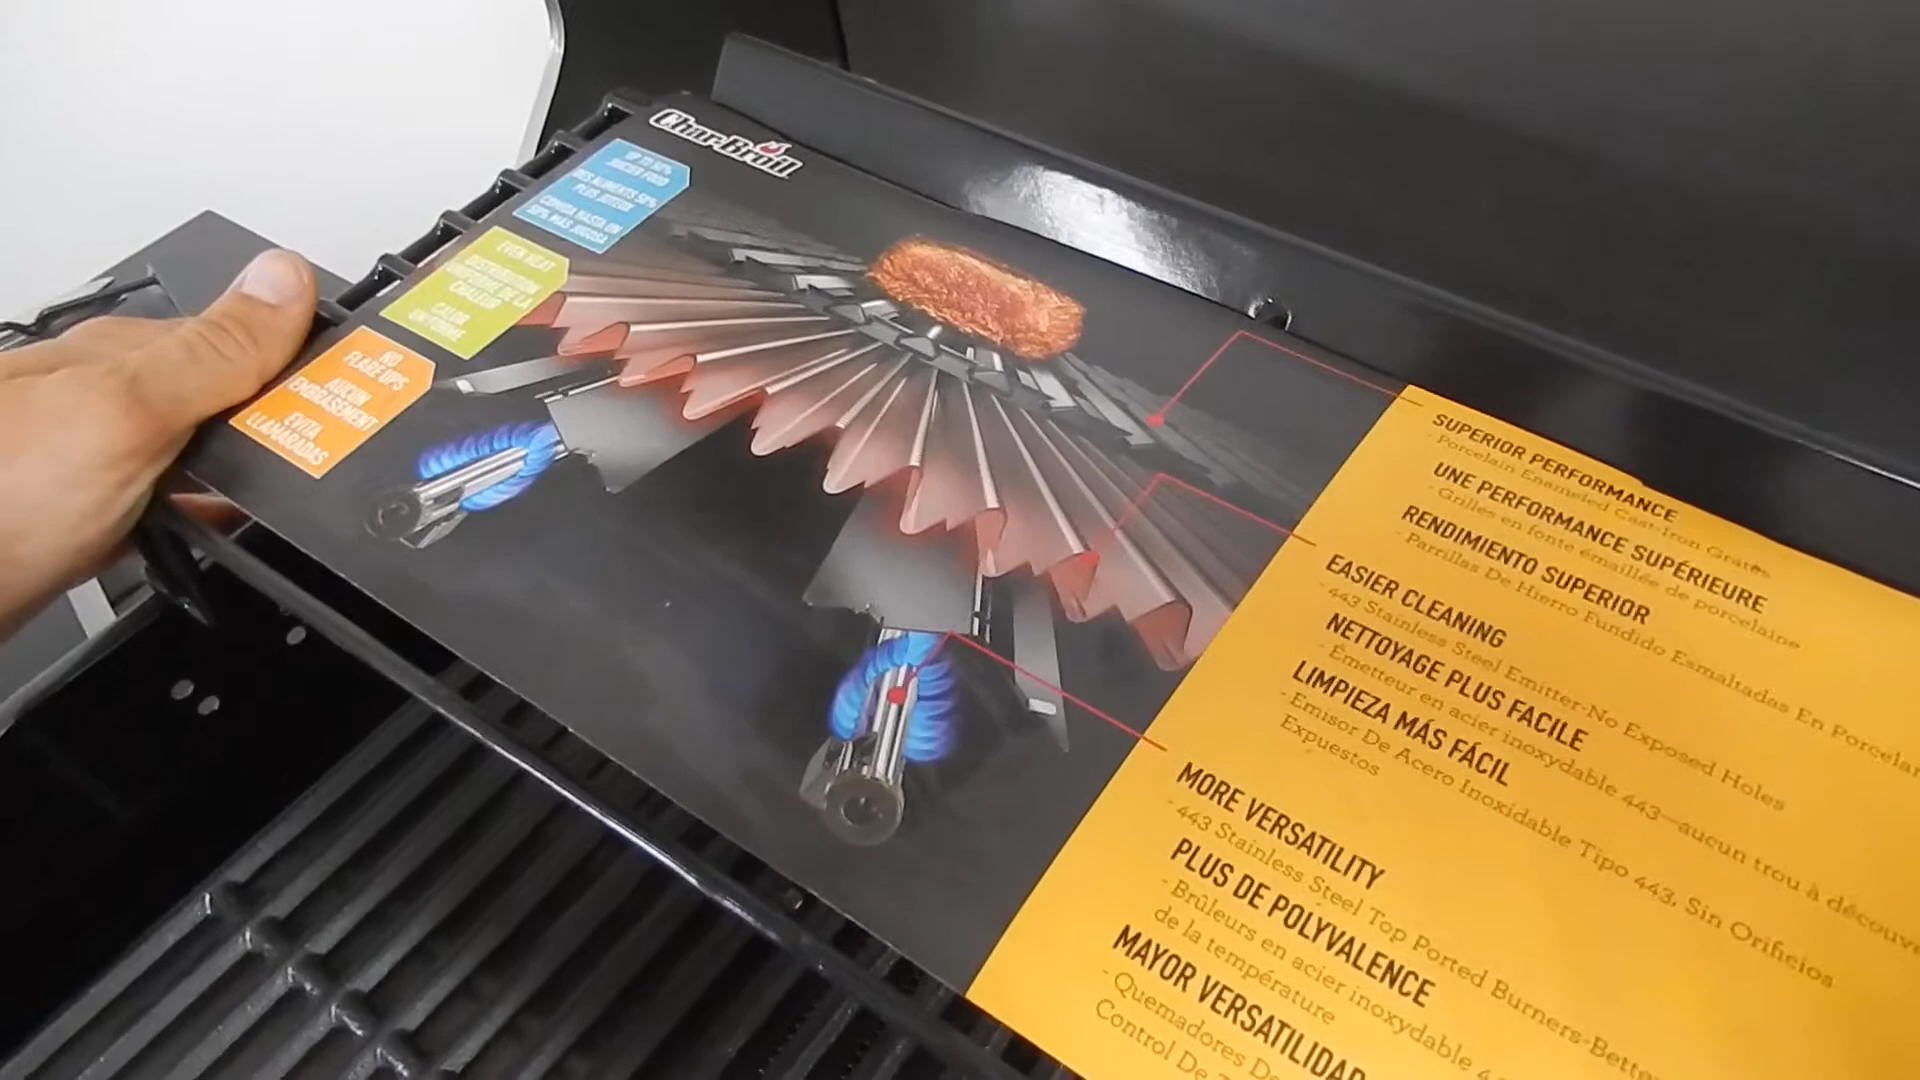 Char-Broil
UP TO 50%
JUICIER FOOD
DES ALIMENTS 50%
PLUS JUTEUX
COMIDA HASTA UN
50% MÁS JUGOSA
EVEN HEAT
DISTRIBUTION
UNIFORME DE LA
CHALEUR
CALOR
UNIFORME
NO
FLARE UPS
AUCUN
EMBRASEMENT
EVITA
LLAMARADAS
SUPERIOR PERFORMANCE
- Porcelain Enameled Cast-Iron Grates
UNE PERFORMANCE SUPÉRIEURE
- Grilles en fonte émaillée de porcelaine
RENDIMIENTO SUPERIOR
- Parrillas De Hierro Fundido Esmaltadas En Porcelan
EASIER CLEANING
- 443 Stainless Steel Emitter-No Exposed Holes
NETTOYAGE PLUS FACILE
- Émetteur en acier inoxydable 443—aucun trou à découve
LIMPIEZA MÁS FÁCIL
- Emisor De Acero Inoxidable Tipo 443, Sin Orificios
Expuestos
MORE VERSATILITY
- 443 Stainless Steel Top Ported Burners-Better
PLUS DE POLYVALENCE
- Brûleurs en acier inoxydable 4
de la température
MAYOR VERSATILIDAD
- Quemadores De
Control De